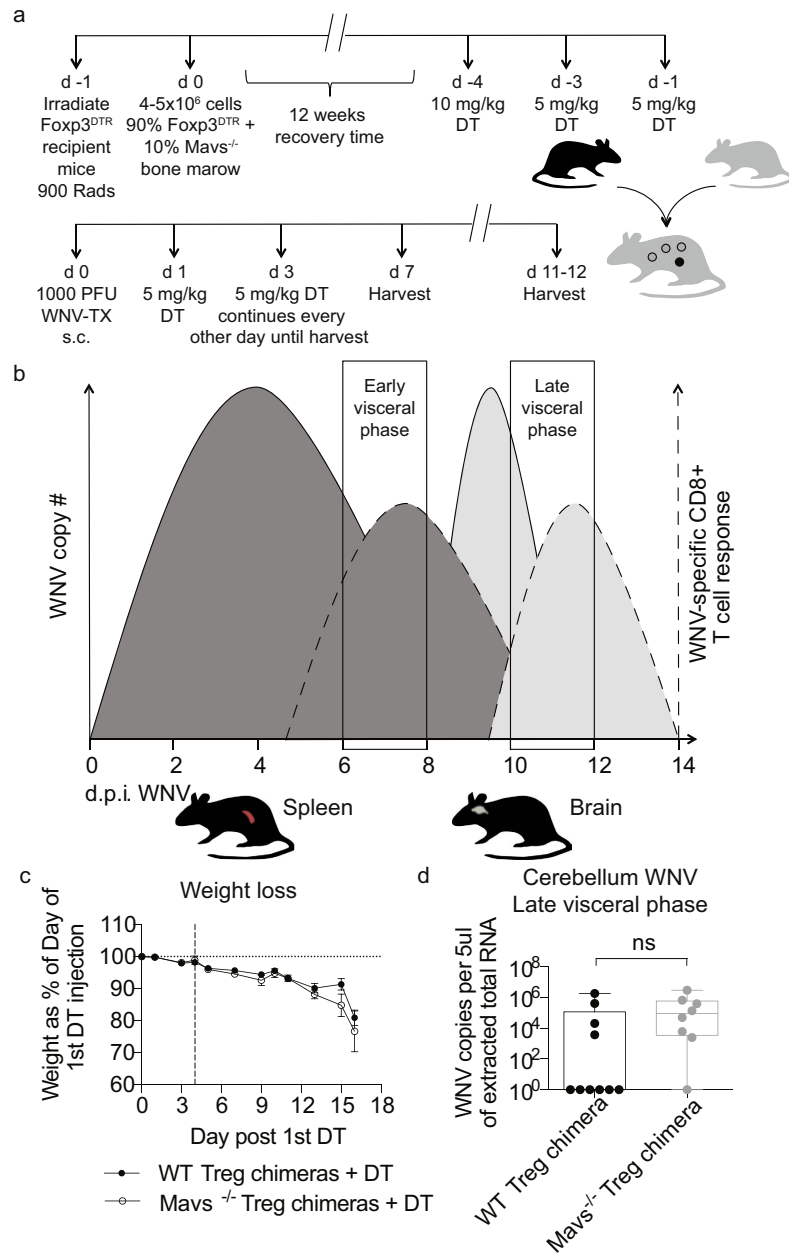 a
d -1
Irradiate
Foxp3DTR
recipient
mice
900 Rads
d 0
4-5x10⁶ cells
90% Foxp3DTR +
10% Mavs-/-
bone marow
12 weeks
recovery time
d -4
10 mg/kg
DT
d -3
5 mg/kg
DT
d -1
5 mg/kg
DT
d 0
1000 PFU
WNV-TX
s.c.
d 1
5 mg/kg
DT
d 3
5 mg/kg DT
continues every
other day until harvest
d 7
Harvest
d 11-12
Harvest
b
WNV copy #
Early
visceral
phase
Late
visceral
phase
WNV-specific CD8+
T cell response
0 2 4 6 8 10 12 14
d.p.i. WNV
Spleen
Brain
c
Weight loss
Weight as % of Day of
1st DT injection
110
100
90
80
70
60
0 3 6 9 12 15 18
Day post 1st DT
WT Treg chimeras + DT
Mavs -/- Treg chimeras + DT
d
Cerebellum WNV
Late visceral phase
ns
WNV copies per 5ul
of extracted total RNA
10⁸
10⁶
10⁴
10²
10⁰
WT Treg chimera
Mavs-/- Treg chimera